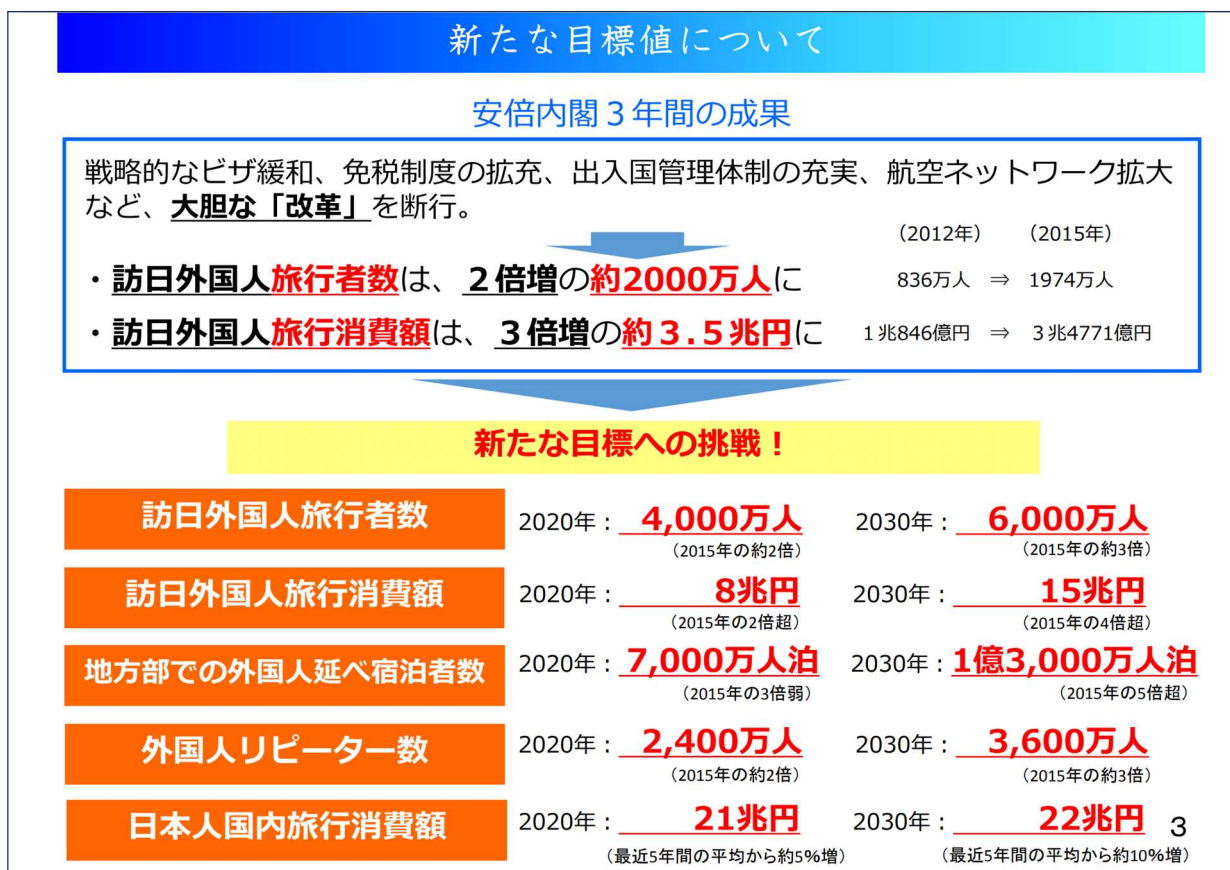 新たな目標値について
安倍内閣３年間の成果
戦略的なビザ緩和、免税制度の拡充、出入国管理体制の充実、航空ネットワーク拡大
など、大胆な「改革」を断行。
（2012年）　（2015年）
・訪日外国人旅行者数は、２倍増の約2000万人に　836万人　⇒　1974万人
・訪日外国人旅行消費額は、３倍増の約３.５兆円に　１兆846億円　⇒　３兆4771億円
新たな目標への挑戦！
訪日外国人旅行者数　2020年：4,000万人　2030年：6,000万人
（2015年の約2倍）　（2015年の約3倍）
訪日外国人旅行消費額　2020年：8兆円　2030年：15兆円
（2015年の2倍超）　（2015年の4倍超）
地方部での外国人延べ宿泊者数　2020年：7,000万人泊　2030年：1億3,000万人泊
（2015年の3倍弱）　（2015年の5倍超）
外国人リピーター数　2020年：2,400万人　2030年：3,600万人
（2015年の約2倍）　（2015年の約3倍）
日本人国内旅行消費額　2020年：21兆円　2030年：22兆円　3
（最近5年間の平均から約5%増）　（最近5年間の平均から約10%増）